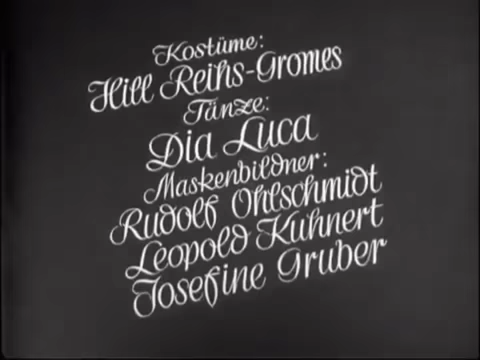 Kostüme:
Hill Reihs-Gromes
Tänze:
Dia Luca
Maskenbildner:
Rudolf Ohlschmidt
Leopold Kuhnert
Josefine Gruber